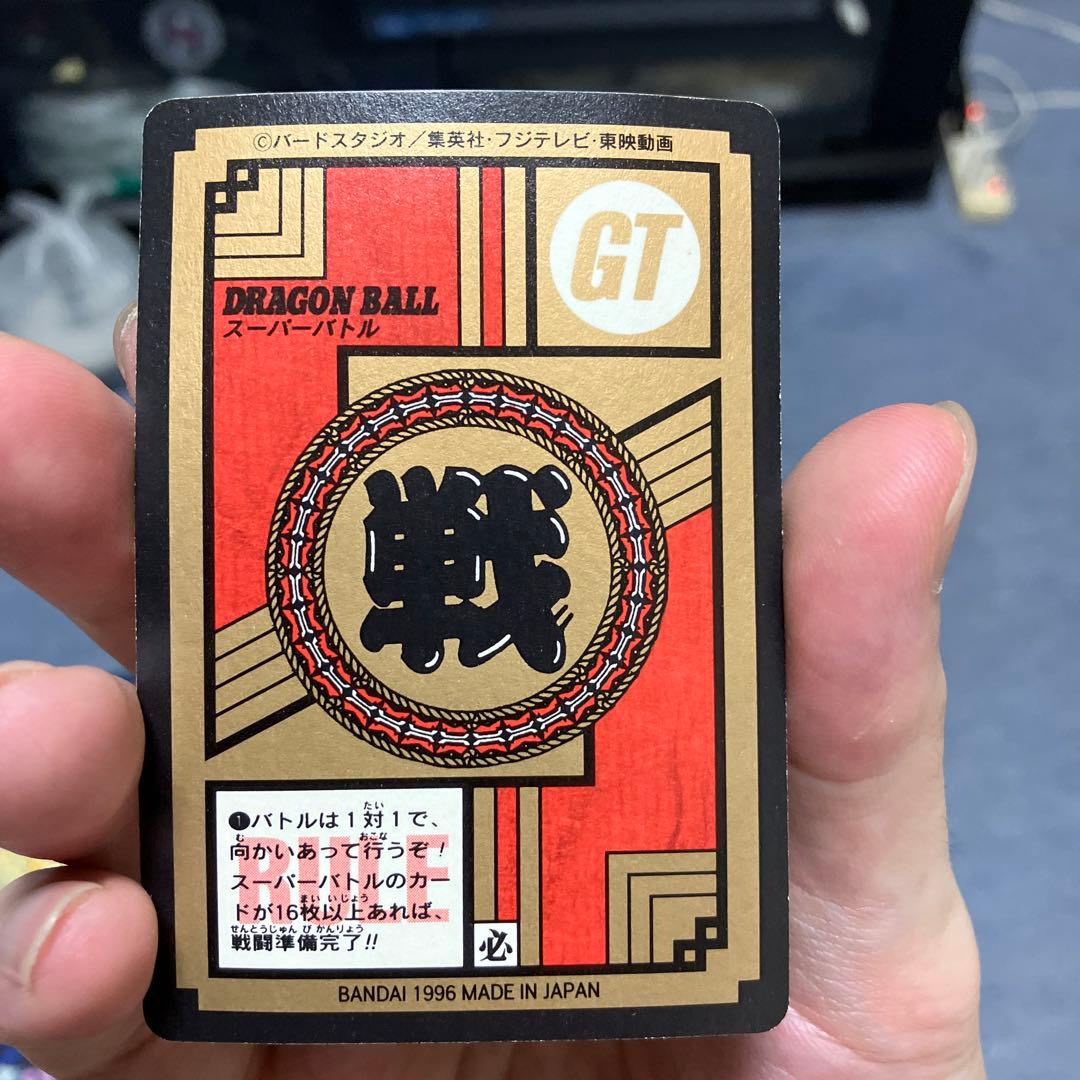 ©バードスタジオ／集英社・フジテレビ・東映動画
GT
DRAGON BALL
スーパーバトル
戦
RULE
❶バトルは1対1で、
向かいあって行うぞ！
スーパーバトルのカー
ドが16枚以上あれば、
戦闘準備完了!!
必
BANDAI 1996 MADE IN JAPAN